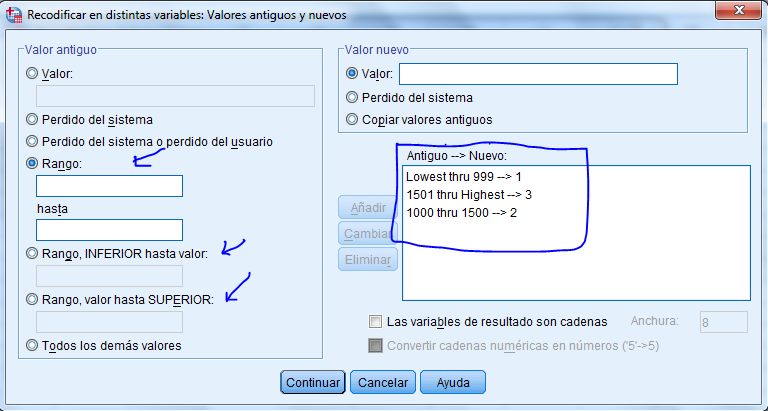 Recodificar en distintas variables: Valores antiguos y nuevos
Valor antiguo
Valor:
Perdido del sistema
Perdido del sistema o perdido del usuario
Rango:
hasta
Rango, INFERIOR hasta valor:
Rango, valor hasta SUPERIOR:
Todos los demás valores
Valor nuevo
Valor:
Perdido del sistema
Copiar valores antiguos
Antiguo --> Nuevo:
Lowest thru 999 --> 1
1501 thru Highest --> 3
1000 thru 1500 --> 2
Añadir
Cambiar
Eliminar
Las variables de resultado son cadenas
Anchura:
8
Convertir cadenas numéricas en números ('5'->5)
Continuar
Cancelar
Ayuda